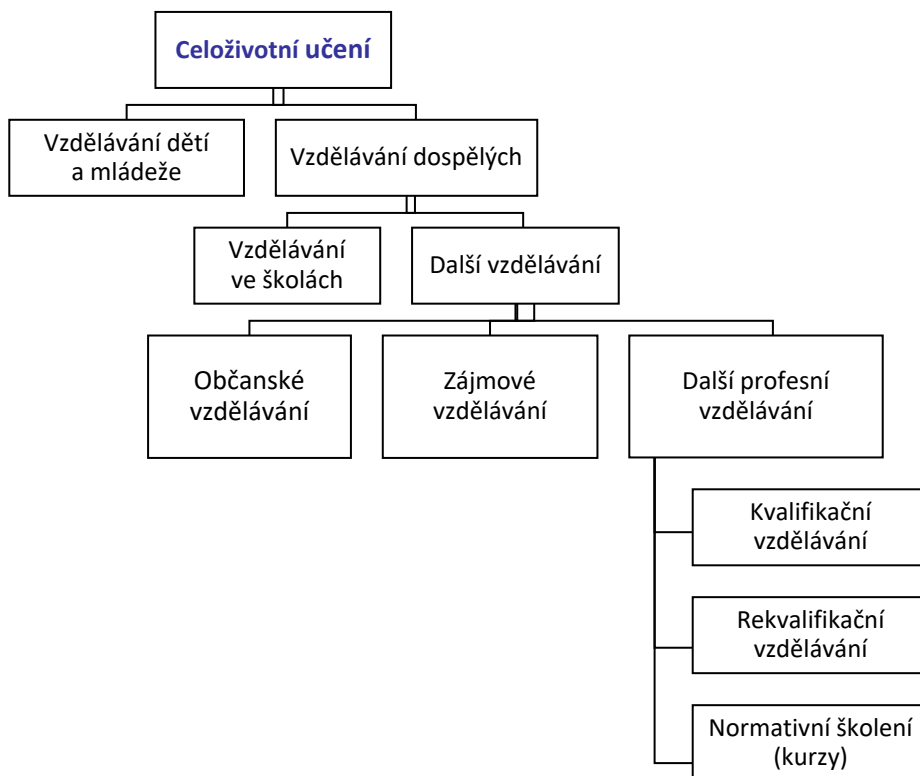 Celoživotní učení
Vzdělávání dětí
a mládeže
Vzdělávání dospělých
Vzdělávání
ve školách
Další vzdělávání
Občanské
vzdělávání
Zájmové
vzdělávání
Další profesní
vzdělávání
Kvalifikační
vzdělávání
Rekvalifikační
vzdělávání
Normativní školení
(kurzy)